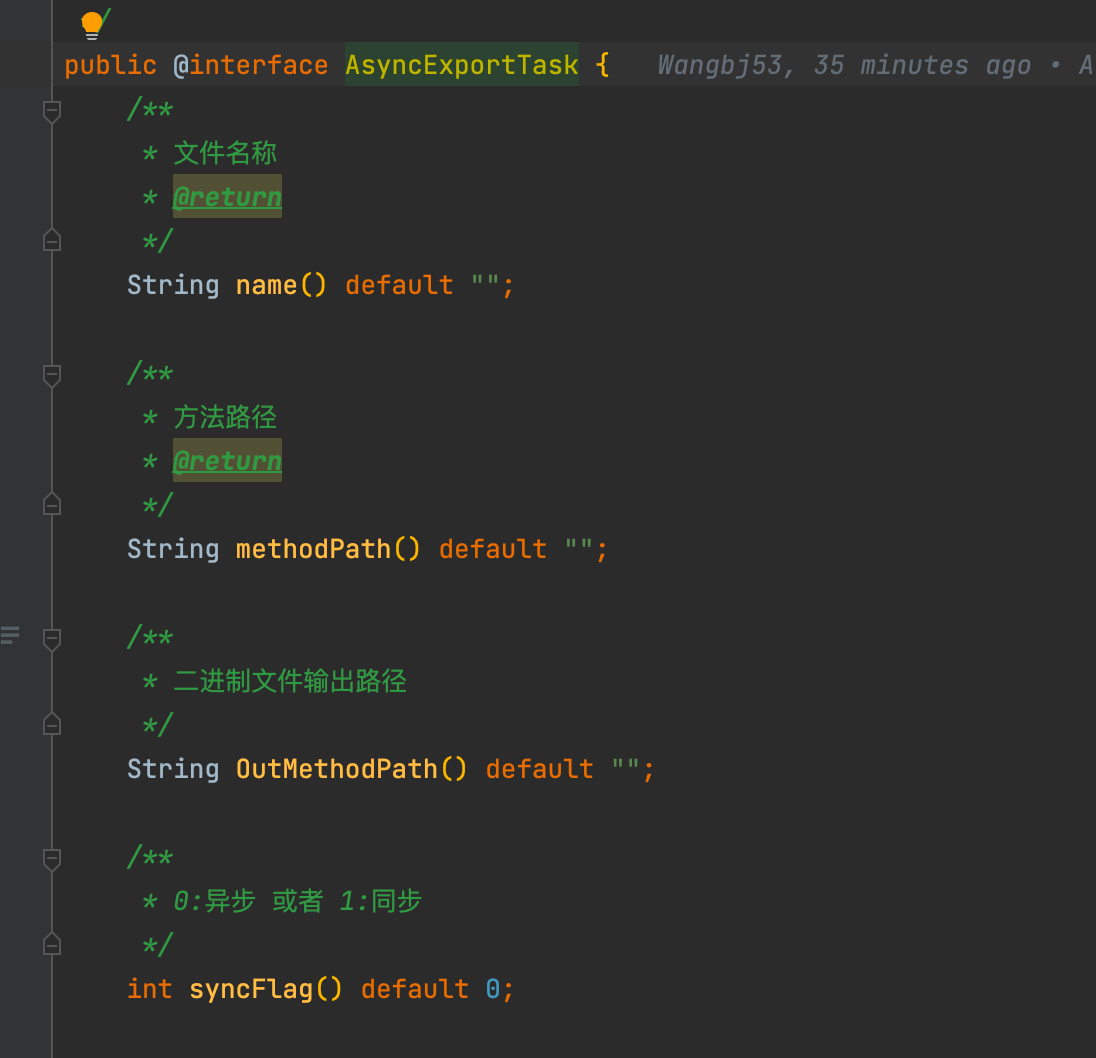 /
public @interface AsyncExportTask { Wangbj53, 35 minutes ago • A
/**
* 文件名称
* @return
*/
String name() default "";
/**
* 方法路径
* @return
*/
String methodPath() default "";
/**
* 二进制文件输出路径
*/
String OutMethodPath() default "";
/**
* 0:异步 或者 1:同步
*/
int syncFlag() default 0;